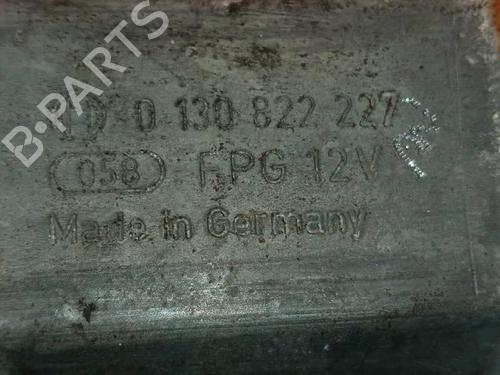 B-PARTS
0 130 822 227
058 FPG 12V
Made in Germany